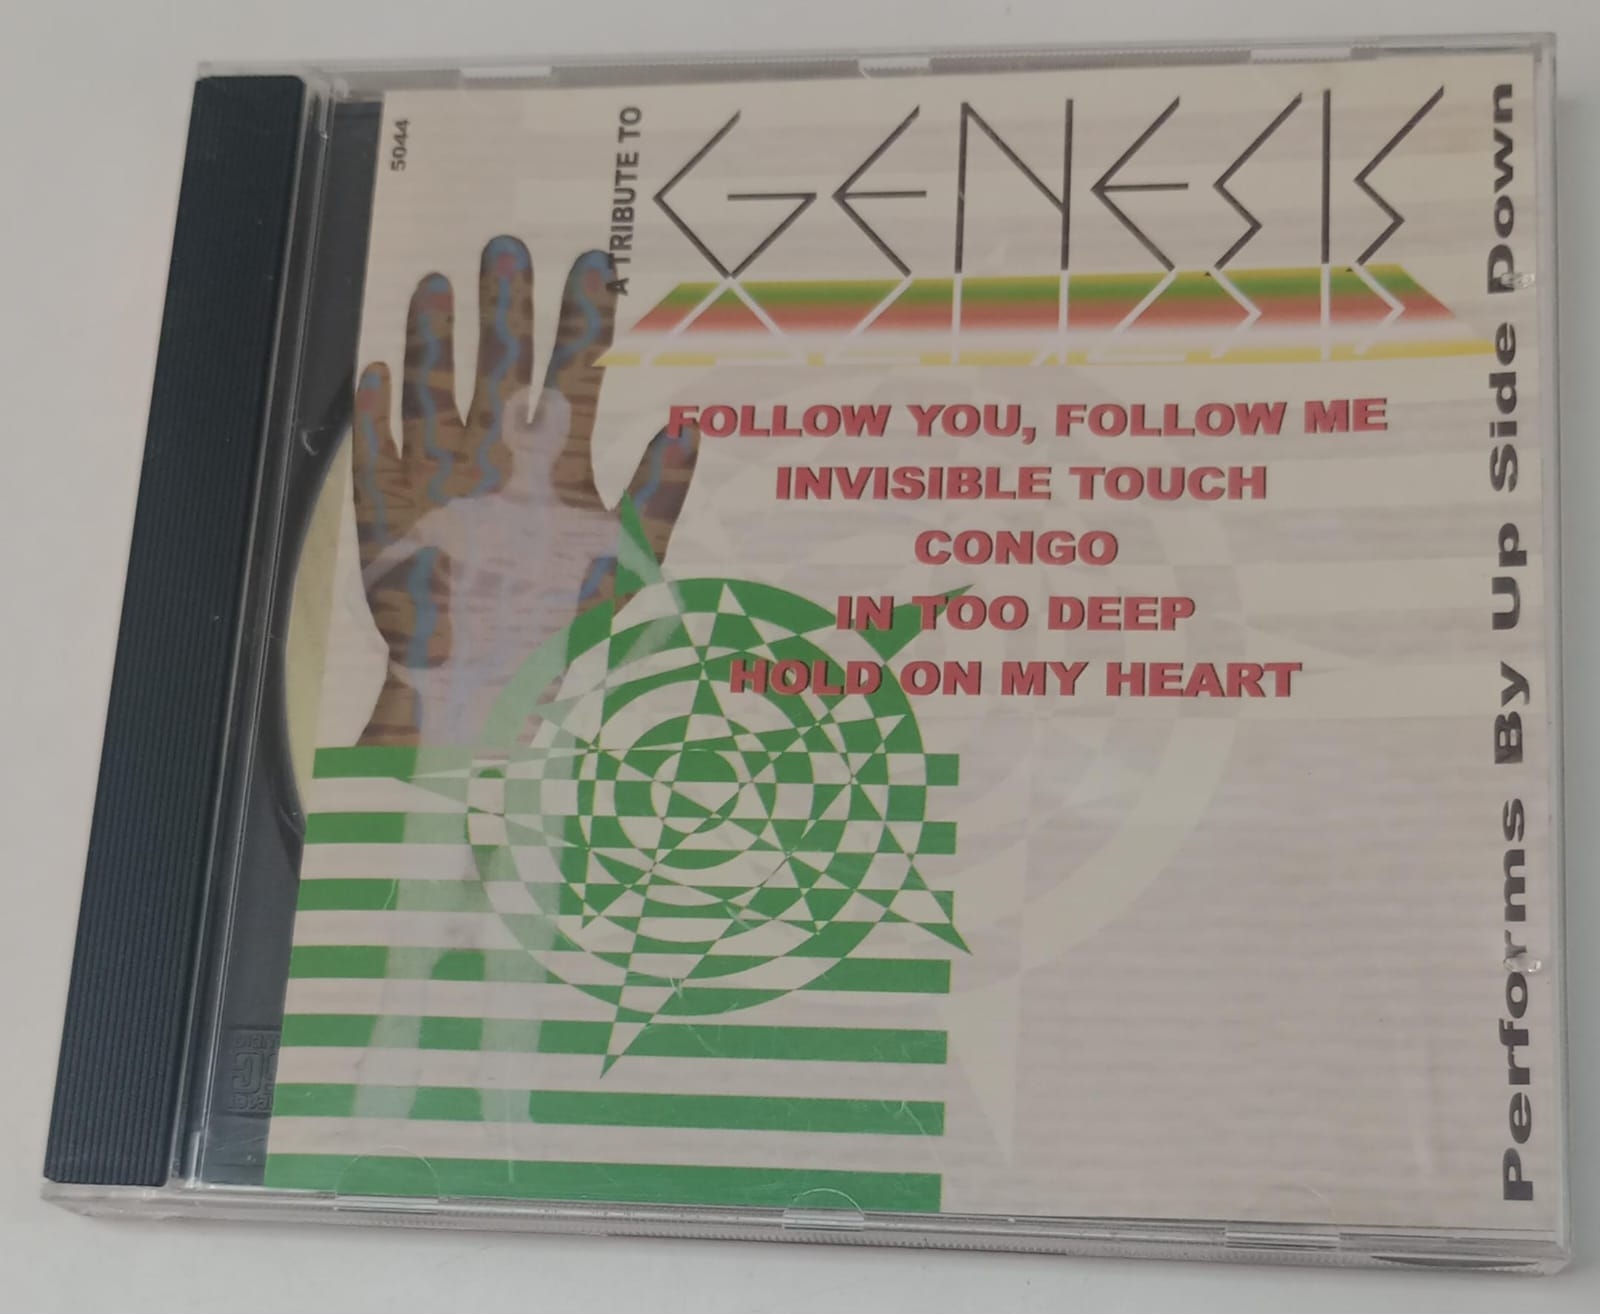 5044
A TRIBUTE TO
GENESIS
FOLLOW YOU, FOLLOW ME
INVISIBLE TOUCH
CONGO
IN TOO DEEP
HOLD ON MY HEART
Performs By Up Side Down